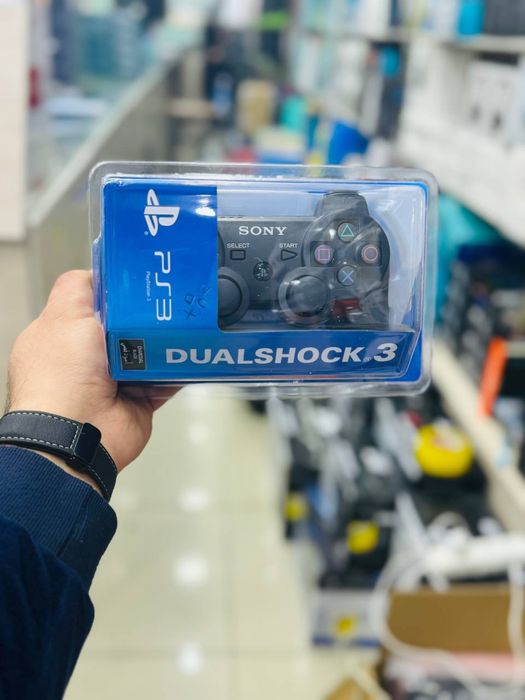 SONY
SELECT
START
PS3
PlayStation 3
DUALSHOCK® 3